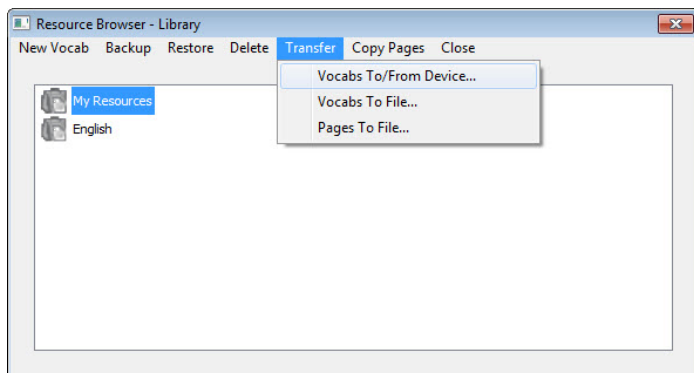 Resource Browser - Library
New Vocab Backup Restore Delete Transfer Copy Pages Close
Vocabs To/From Device...
Vocabs To File...
Pages To File...
My Resources
English